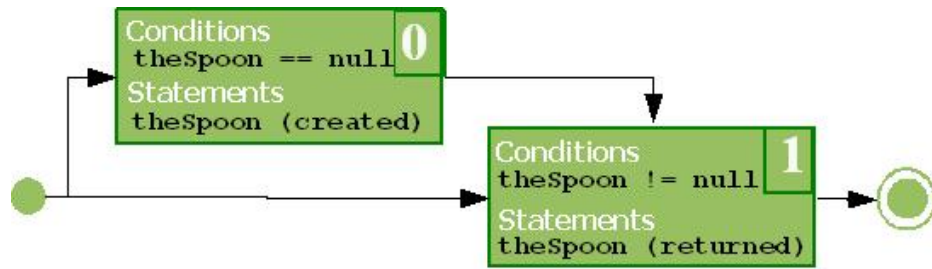 Conditions 0
theSpoon == null
Statements
theSpoon (created)
Conditions 1
theSpoon != null
Statements
theSpoon (returned)